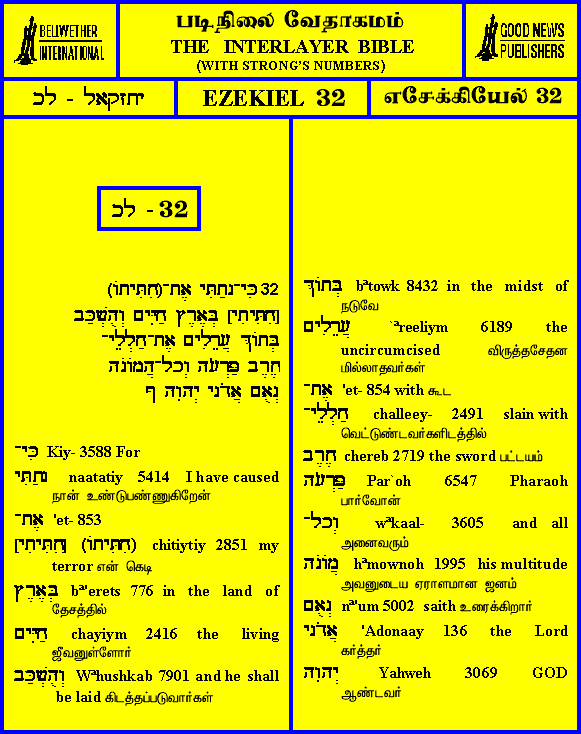 BELLWETHER
INTERNATIONAL
படிநிலை வேதாகமம்
THE INTERLAYER BIBLE
(WITH STRONG'S NUMBERS)
GOOD NEWS
PUBLISHERS
יחזקאל - לב
EZEKIEL 32
எசேக்கியேல் 32
לב - 32
32 כִּי־נָתַתִּי אֶת־(חִתִּיתוֹ)
[חִתִּיתִי] בְּאֶרֶץ חַיִּים וְהֻשְׁכַּב
בְּתוֹךְ עֲרֵלִים אֶת־חַלְלֵי־
חֶרֶב פַּרְעֹה וְכָל־הֲמוֹנֹה
נְאֻם אֲדֹנָי יְהוִה׃ ף
כִּי־ Kiy- 3588 For
נָתַתִּי naatatiy 5414 I have caused
நான் உண்டுபண்ணுகிறேன்
אֶת־ 'et- 853
[חִתִּיתִי] (חִתִּיתוֹ) chitiytiy 2851 my
terror என் கெடி
בְּאֶרֶץ bª'erets 776 in the land of
தேசத்தில்
חַיִּים chayiym 2416 the living
ஜீவனுள்ளோர்
וְהֻשְׁכַּב Wªhushkab 7901 and he shall
be laid கிடத்தப்படுவார்கள்
בְּתוֹךְ bªtowk 8432 in the midst of
நடுவே
עֲרֵלִים `ªreeliym 6189 the
uncircumcised விருத்தசேதன
மில்லாதவர்கள்
אֶת־ 'et- 854 with கூட
חַלְלֵי־ challeey- 2491 slain with
வெட்டுண்டவர்களிடத்தில்
חֶרֶב chereb 2719 the sword பட்டயம்
פַּרְעֹה Par`oh 6547 Pharaoh
பார்வோன்
וְכָל־ wªkaal- 3605 and all
அனைவரும்
מוֹנֹה hªmownoh 1995 his multitude
அவனுடைய ஏராளமான ஜனம்
נְאֻם nª'um 5002 saith உரைக்கிறார்
אֲדֹנָי 'Adonaay 136 the Lord
கர்த்தர்
יְהוִה Yahweh 3069 GOD
ஆண்டவர்